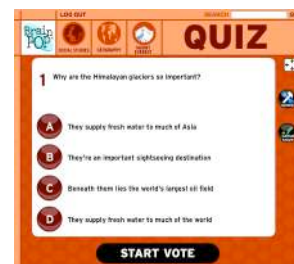 LOG OUT
SEARCH:
Brain
POP
SOCIAL STUDIES
GEOGRAPHY
QUIZ
1 Why are the Himalayan glaciers so important?
A They supply fresh water to much of Asia
B They're an important sightseeing destination
C Beneath them lies the world's largest oil field
D They supply fresh water to much of the world
START VOTE